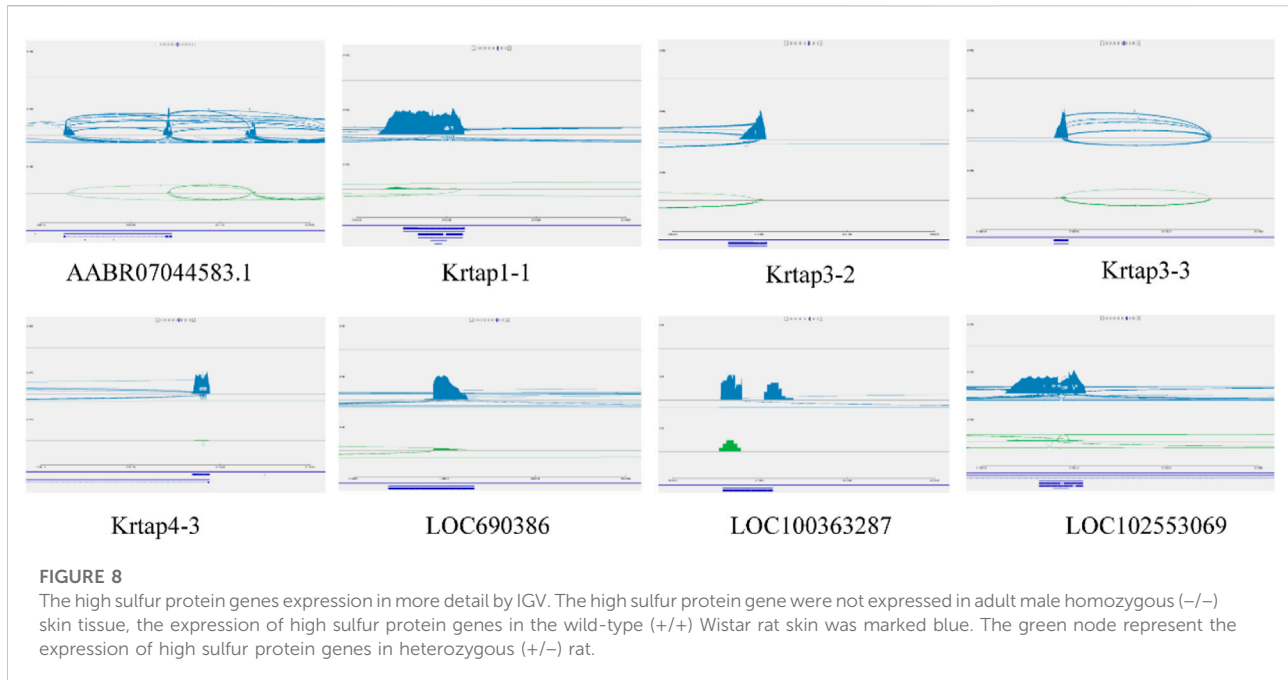 AABR07044583.1
Krtap1-1
Krtap3-2
Krtap3-3
Krtap4-3
LOC690386
LOC100363287
LOC102553069
FIGURE 8
The high sulfur protein genes expression in more detail by IGV. The high sulfur protein gene were not expressed in adult male homozygous (−/−)
skin tissue, the expression of high sulfur protein genes in the wild-type (+/+) Wistar rat skin was marked blue. The green node represent the
expression of high sulfur protein genes in heterozygous (+/−) rat.